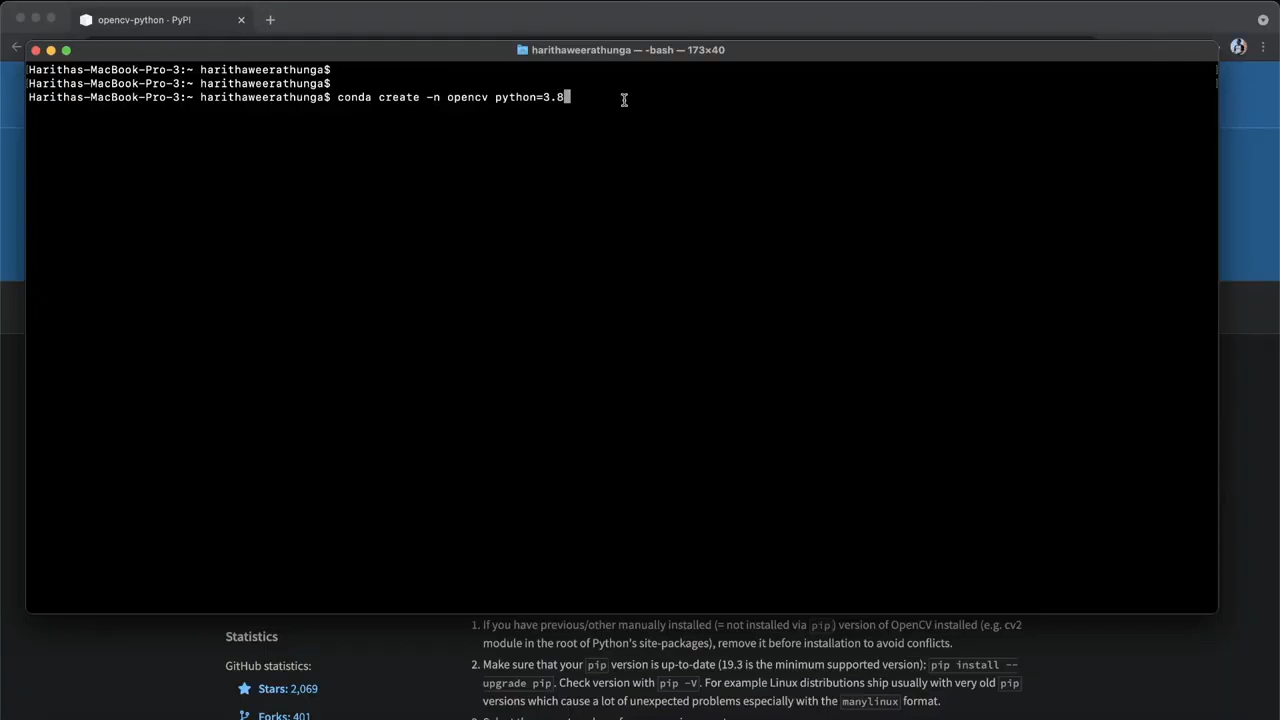 opencv-python · PyPI
harithaweerathunga — -bash — 173×40
Harithas-MacBook-Pro-3:~ harithaweerathunga$
Harithas-MacBook-Pro-3:~ harithaweerathunga$
Harithas-MacBook-Pro-3:~ harithaweerathunga$ conda create -n opencv python=3.8
Statistics
GitHub statistics:
Stars: 2,069
Forks: 401
1. If you have previous/other manually installed (= not installed via pip) version of OpenCV installed (e.g. cv2
module in the root of Python's site-packages), remove it before installation to avoid conflicts.
2. Make sure that your pip version is up-to-date (19.3 is the minimum supported version): pip install --
upgrade pip. Check version with pip -V. For example Linux distributions ship usually with very old pip
versions which cause a lot of unexpected problems especially with the manylinux format.